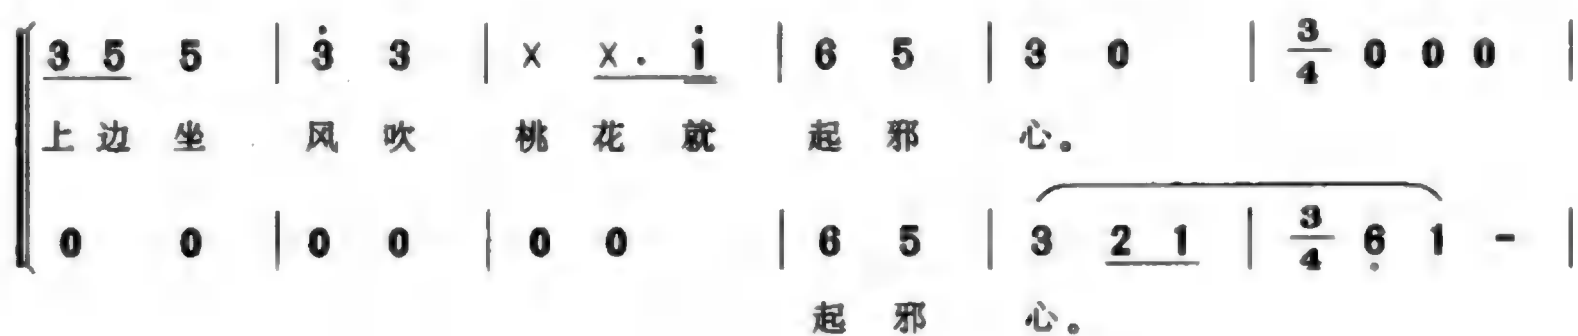 3 5 5 | 3̇ 3 | X X. 1̇ | 6 5 | 3 0 | 3/4 0 0 0 |
上边坐 风吹 桃花就 起邪 心。
0 0 | 0 0 | 0 0 | 6 5 | 3 2 1 | 3/4 6̣ 1 - |
起邪 心。